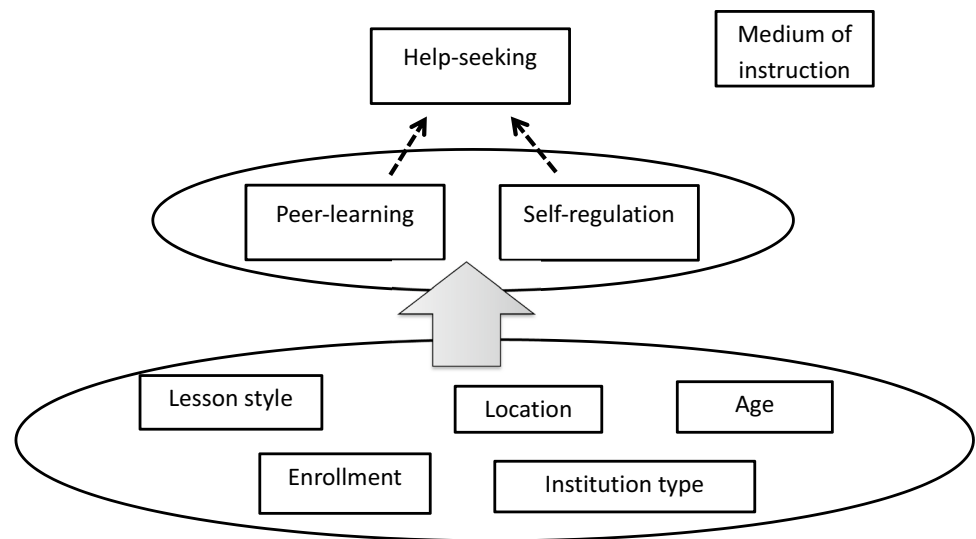 Help-seeking
Medium of
instruction
Peer-learning
Self-regulation
Lesson style
Location
Age
Enrollment
Institution type